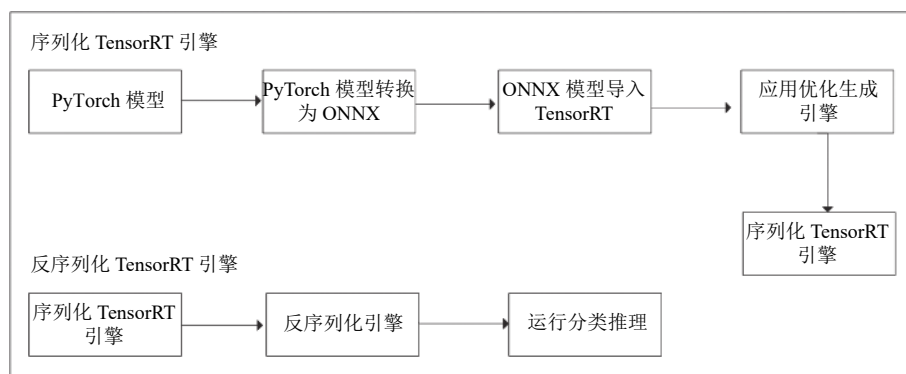 序列化 TensorRT 引擎
PyTorch 模型
PyTorch 模型转换
为 ONNX
ONNX 模型导入
TensorRT
应用优化生成
引擎
序列化 TensorRT
引擎
反序列化 TensorRT 引擎
序列化 TensorRT
引擎
反序列化引擎
运行分类推理